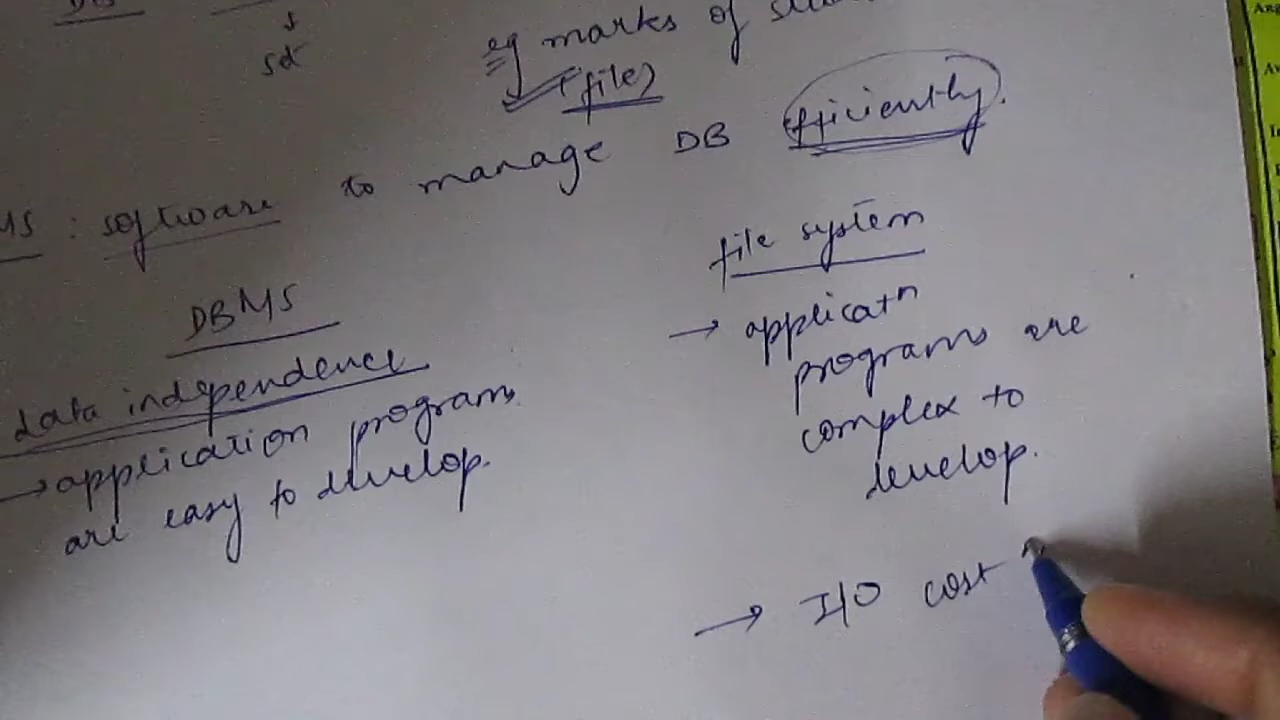 eg marks of
(file)
MS : software to manage DB efficiently.
DBMS
data independence
→ application programs
are easy to develop.
file system
→ applicatn
programs are
complex to
develop.
→ I/O cost